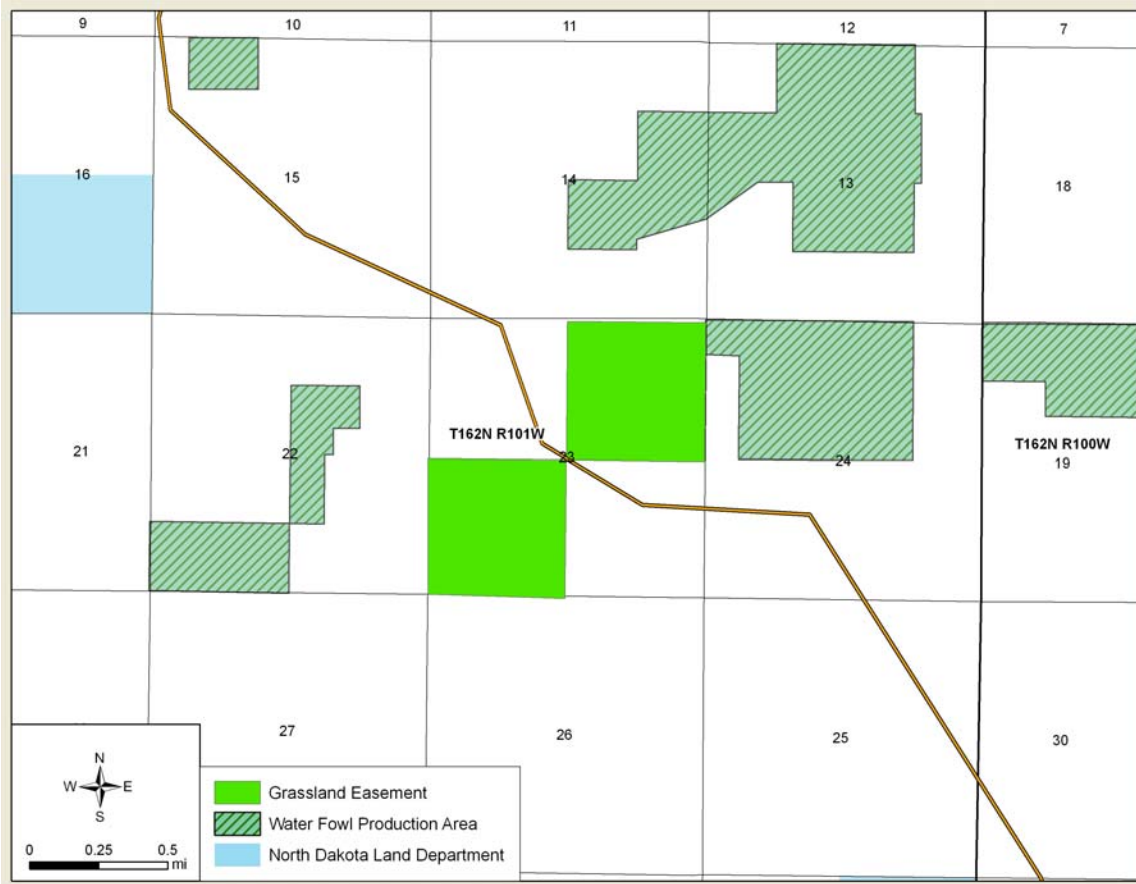 9 10 11 12 7
16 15 14 13 18
T162N R101W
T162N R100W
21 22 23 24 19
27 26 25 30
N
W E
S
0 0.25 0.5
mi
Grassland Easement
Water Fowl Production Area
North Dakota Land Department